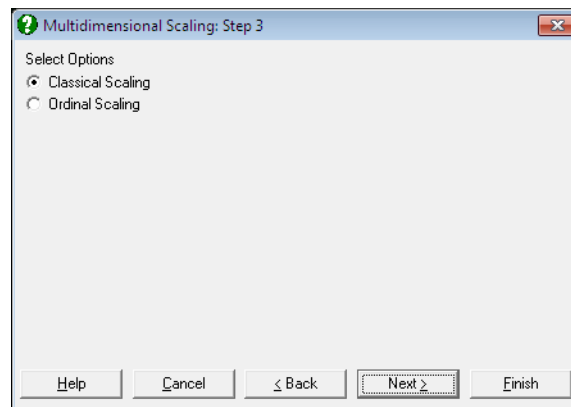 Multidimensional Scaling: Step 3
Select Options
Classical Scaling
Ordinal Scaling
Help Cancel < Back Next > Finish